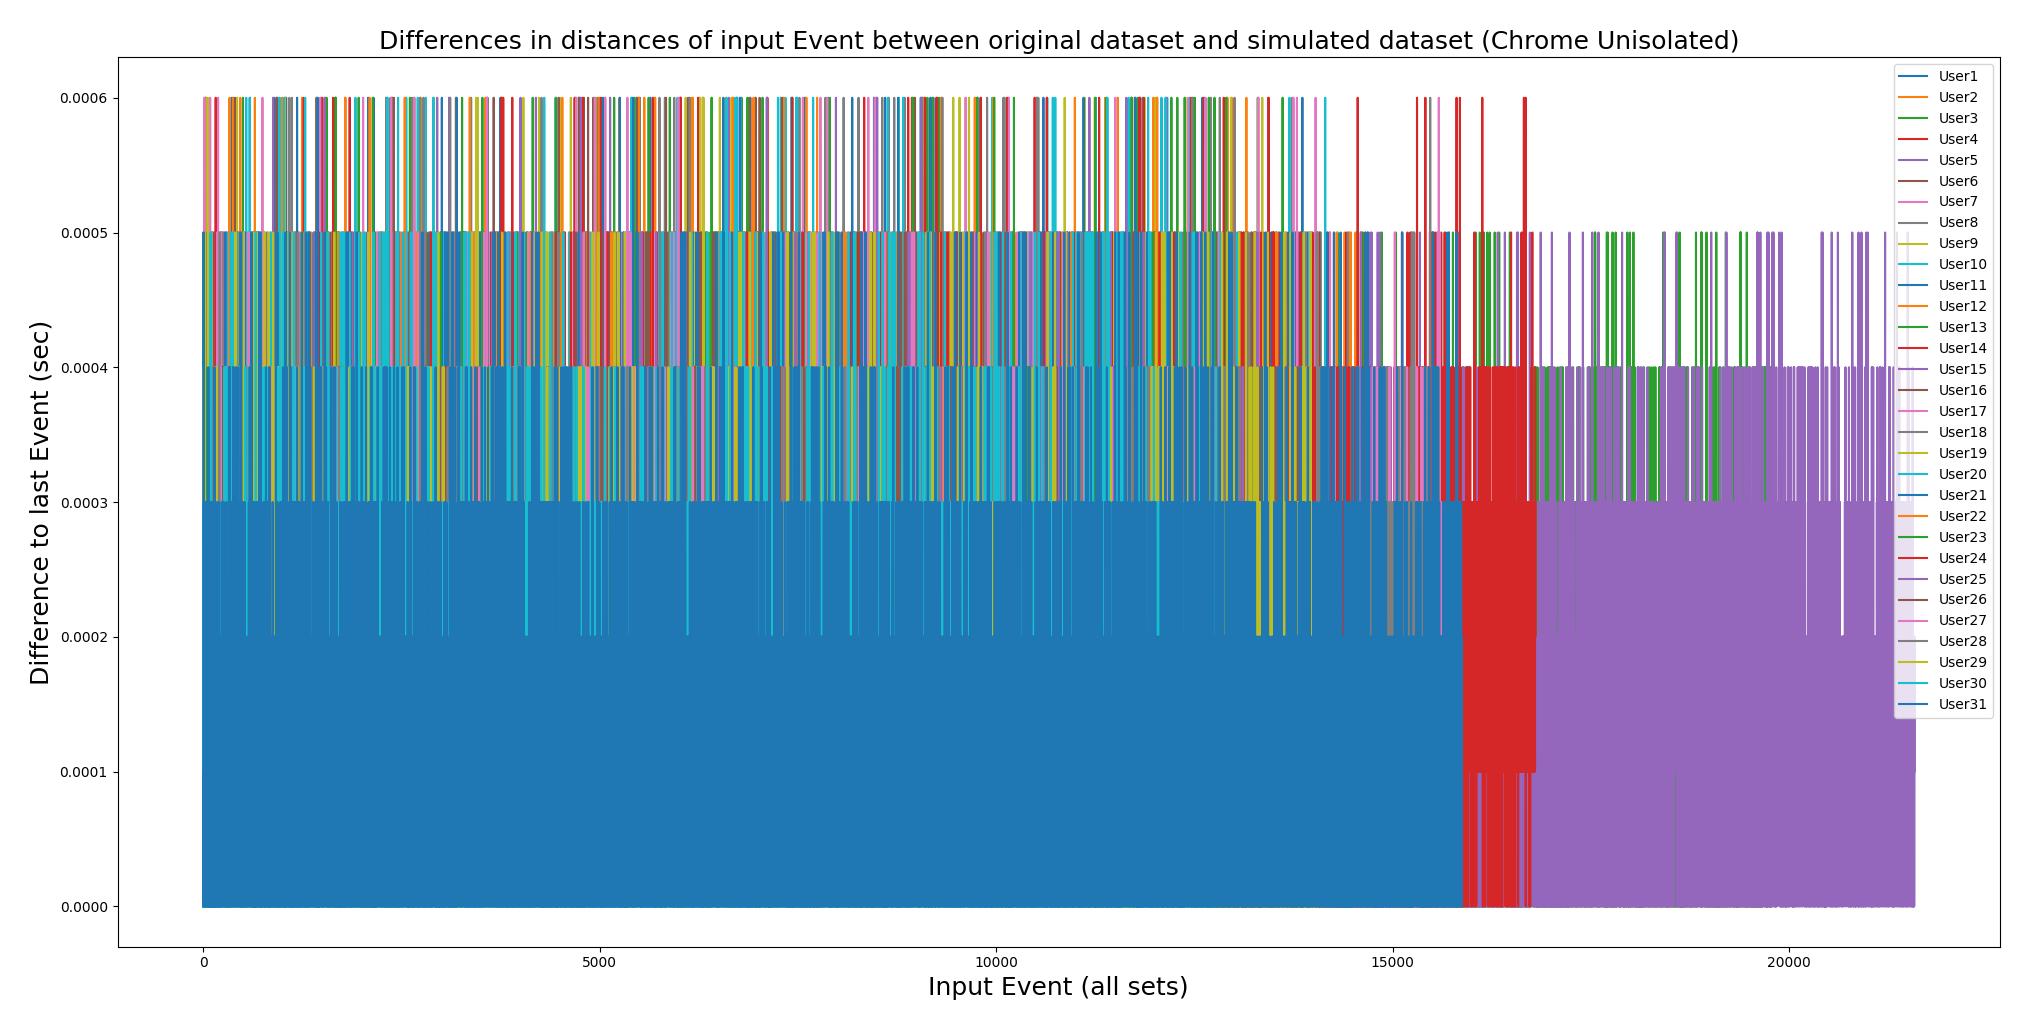 Differences in distances of input Event between original dataset and simulated dataset (Chrome Unisolated)
Difference to last Event (sec)
0.0006
0.0005
0.0004
0.0003
0.0002
0.0001
0.0000
0
5000
10000
15000
20000
Input Event (all sets)
User1
User2
User3
User4
User5
User6
User7
User8
User9
User10
User11
User12
User13
User14
User15
User16
User17
User18
User19
User20
User21
User22
User23
User24
User25
User26
User27
User28
User29
User30
User31